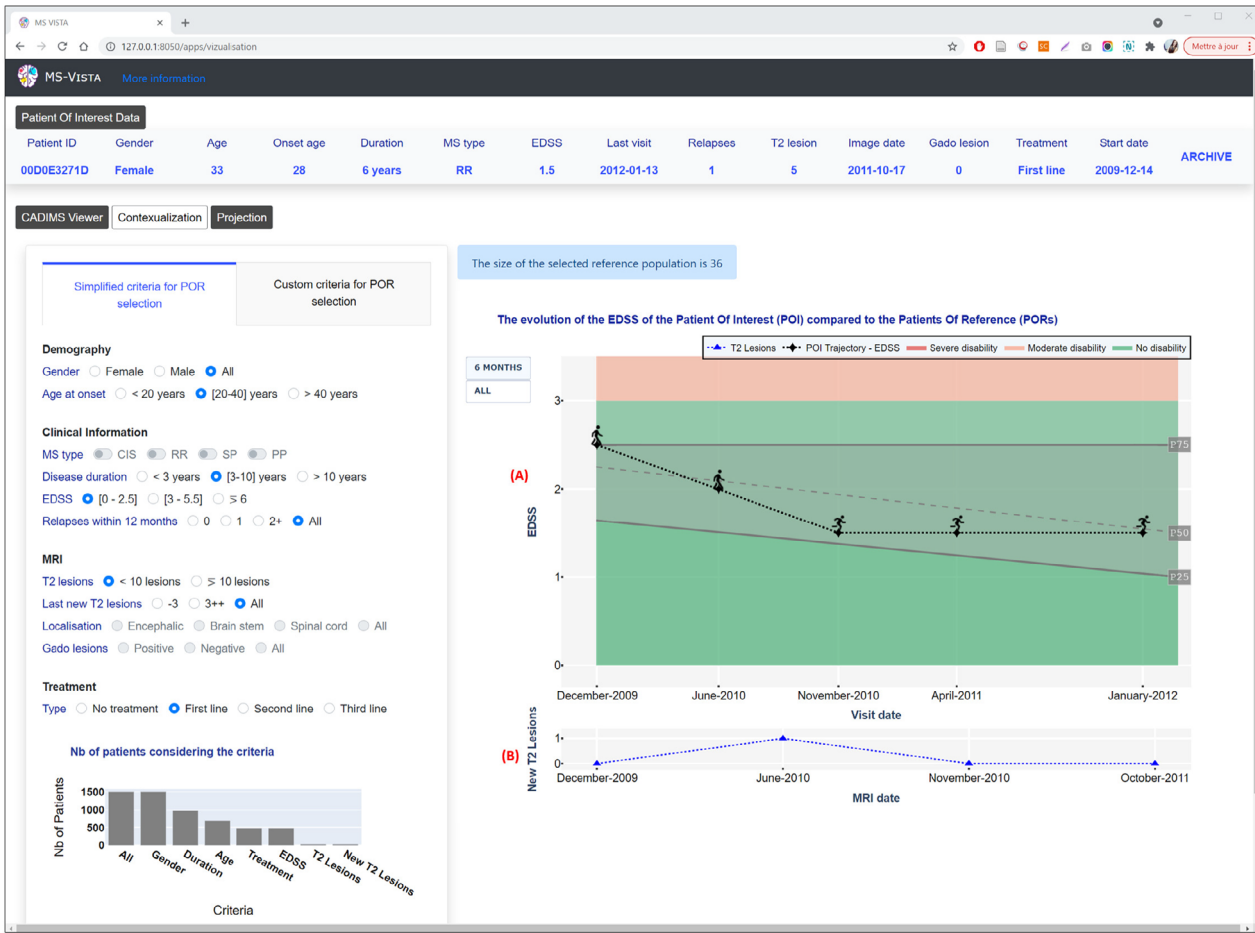 MS VISTA × +
127.0.0.1:8050/apps/vizualisation
Mettre à jour
MS-VISTA More information
Patient Of Interest Data
Patient ID Gender Age Onset age Duration MS type EDSS Last visit Relapses T2 lesion Image date Gado lesion Treatment Start date
ARCHIVE
00D0E3271D Female 33 28 6 years RR 1.5 2012-01-13 1 5 2011-10-17 0 First line 2009-12-14
CADIMS Viewer Contexualization Projection
Simplified criteria for POR selection
Custom criteria for POR selection
Demography
Gender Female Male All
Age at onset < 20 years [20-40] years > 40 years
Clinical Information
MS type CIS RR SP PP
Disease duration < 3 years [3-10] years > 10 years
EDSS [0 - 2.5] [3 - 5.5] ⋝ 6
Relapses within 12 months 0 1 2+ All
MRI
T2 lesions < 10 lesions ⋝ 10 lesions
Last new T2 lesions -3 3++ All
Localisation Encephalic Brain stem Spinal cord All
Gado lesions Positive Negative All
Treatment
Type No treatment First line Second line Third line
Nb of patients considering the criteria
Nb of Patients
1500
1000
500
0
All Gender Duration Age Treatment EDSS T2 Lesions New T2 Lesions
Criteria
The size of the selected reference population is 36
The evolution of the EDSS of the Patient Of Interest (POI) compared to the Patients Of Reference (PORs)
T2 Lesions POI Trajectory - EDSS Severe disability Moderate disability No disability
6 MONTHS
ALL
(A)
EDSS
3
2
1
0
P75
P50
P25
December-2009 June-2010 November-2010 April-2011 January-2012
Visit date
(B)
New T2 Lesions
1
0
December-2009 June-2010 November-2010 October-2011
MRI date